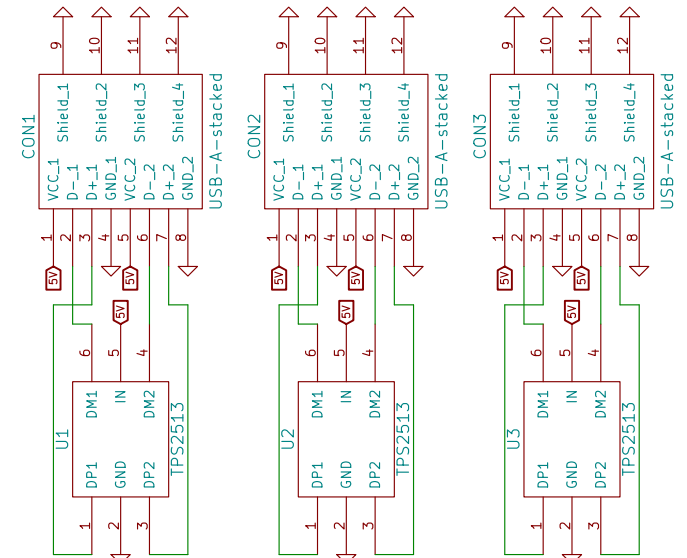 9 10 11 12
CON1
Shield_1 Shield_2 Shield_3 Shield_4
VCC_1 D-_1 D+_1 GND_1 VCC_2 D-_2 D+_2 GND_2
USB-A-stacked
1 2 3 4 5 6 7 8
5V 5V
5V
6 5 4
U1
DM1 IN DM2
DP1 GND DP2
TPS2513
1 2 3
9 10 11 12
CON2
Shield_1 Shield_2 Shield_3 Shield_4
VCC_1 D-_1 D+_1 GND_1 VCC_2 D-_2 D+_2 GND_2
USB-A-stacked
1 2 3 4 5 6 7 8
5V 5V
5V
6 5 4
U2
DM1 IN DM2
DP1 GND DP2
TPS2513
1 2 3
9 10 11 12
CON3
Shield_1 Shield_2 Shield_3 Shield_4
VCC_1 D-_1 D+_1 GND_1 VCC_2 D-_2 D+_2 GND_2
USB-A-stacked
1 2 3 4 5 6 7 8
5V 5V
5V
6 5 4
U3
DM1 IN DM2
DP1 GND DP2
TPS2513
1 2 3